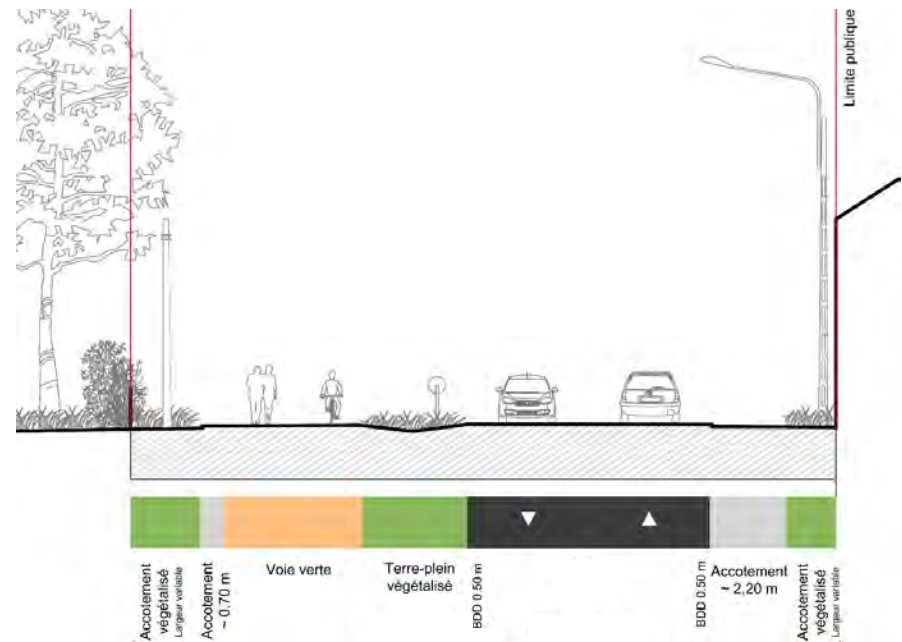 Limite publique
Accotement
végétalisé
Largeur variable
Accotement
~ 0.70 m
Voie verte
Terre-plein
végétalisé
BDD 0.50 m
BDD 0.50 m
Accotement
~ 2,20 m
Accotement
végétalisé
Largeur variable